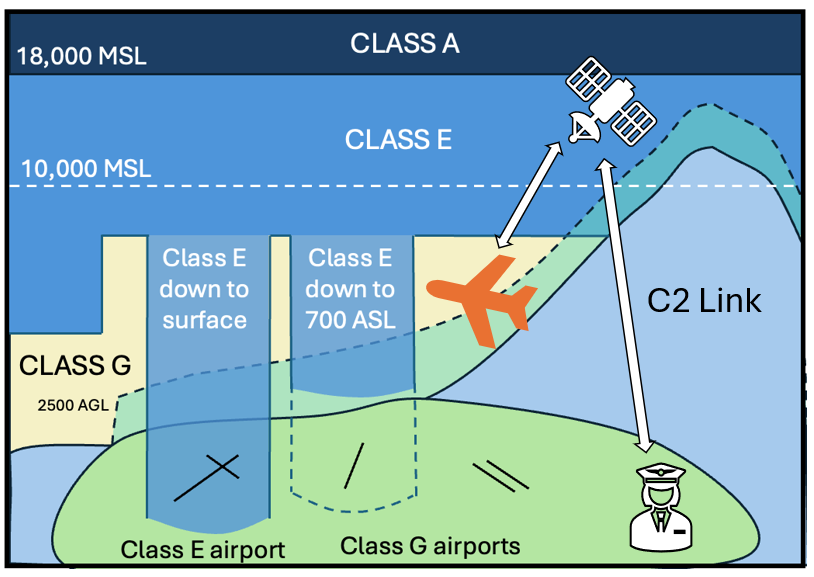 CLASS A
18,000 MSL
CLASS E
10,000 MSL
Class E
down to
surface
Class E
down to
700 ASL
C2 Link
CLASS G
2500 AGL
Class E airport
Class G airports